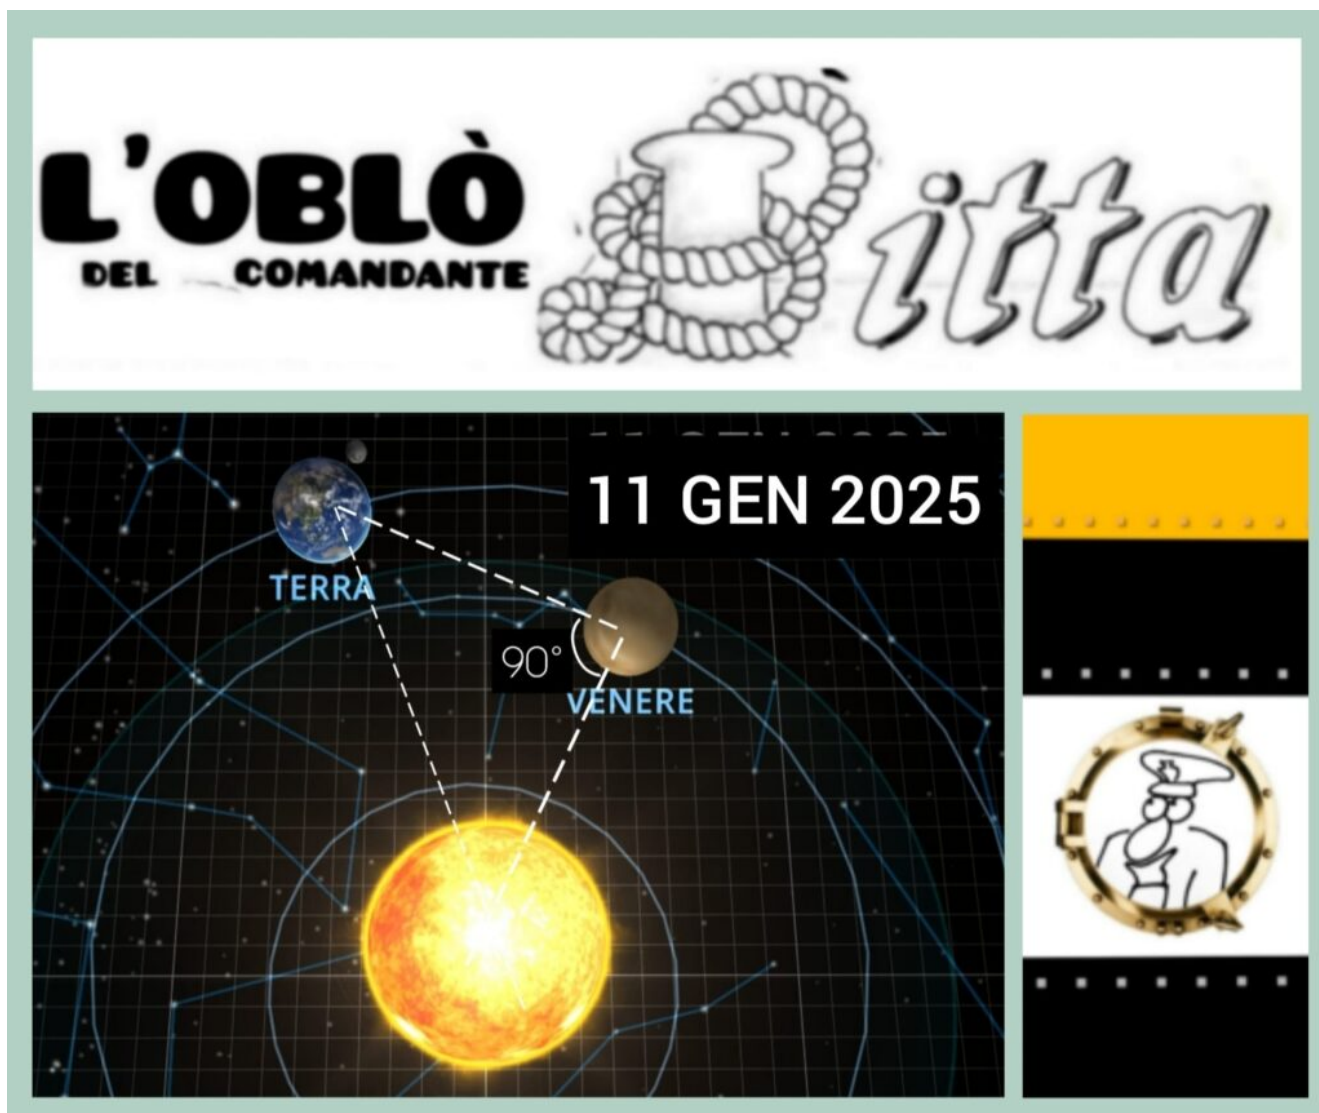 L'OBLÒ
DEL COMANDANTE
Bitta
11 GEN 2025
TERRA
90°
VENERE